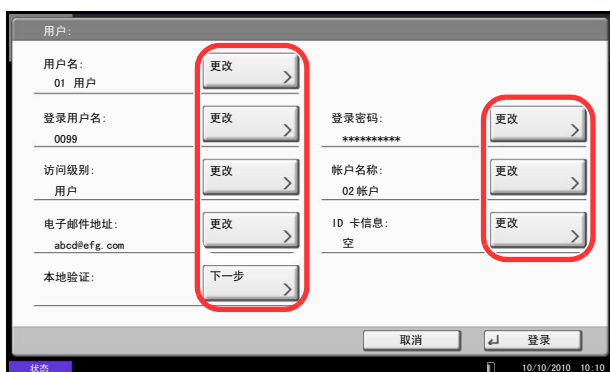 用户:
用户名:
01 用户
更改
登录用户名:
0099
更改
登录密码:
**********
更改
访问级别:
用户
更改
帐户名称:
02 帐户
更改
电子邮件地址:
abcd@efg.com
更改
ID 卡信息:
空
更改
本地验证:
下一步
取消
登录
状态
10/10/2010 10:10